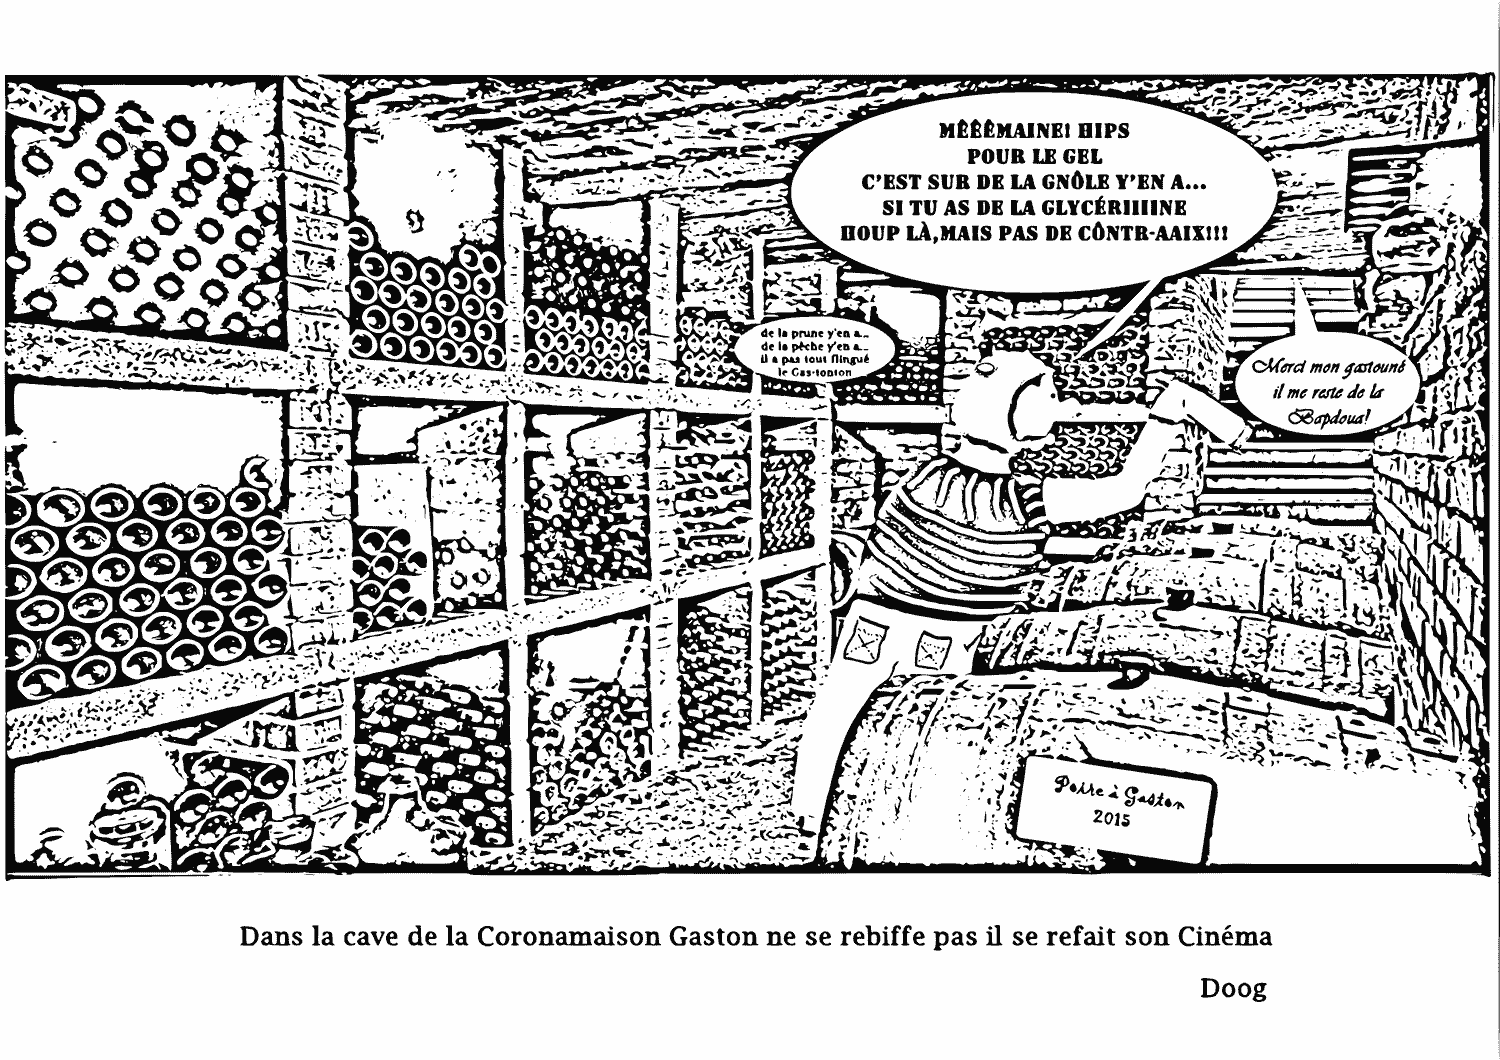 MÊÊÊMAINE! HIPS
POUR LE GEL
C'EST SUR DE LA GNÔLE Y'EN A...
SI TU AS DE LA GLYCÉRIIIINE
HOUP LÀ,MAIS PAS DE CÔNTR-AAIX!!!
de la prune y'en a...
de la pêche y'en a...
il a pas tout flingué
le Gas-tonton
Merci mon gastouné
il me reste de la
Bapdoua!
Poire à Gaston
2015
Dans la cave de la Coronamaison Gaston ne se rebiffe pas il se refait son Cinéma
Doog